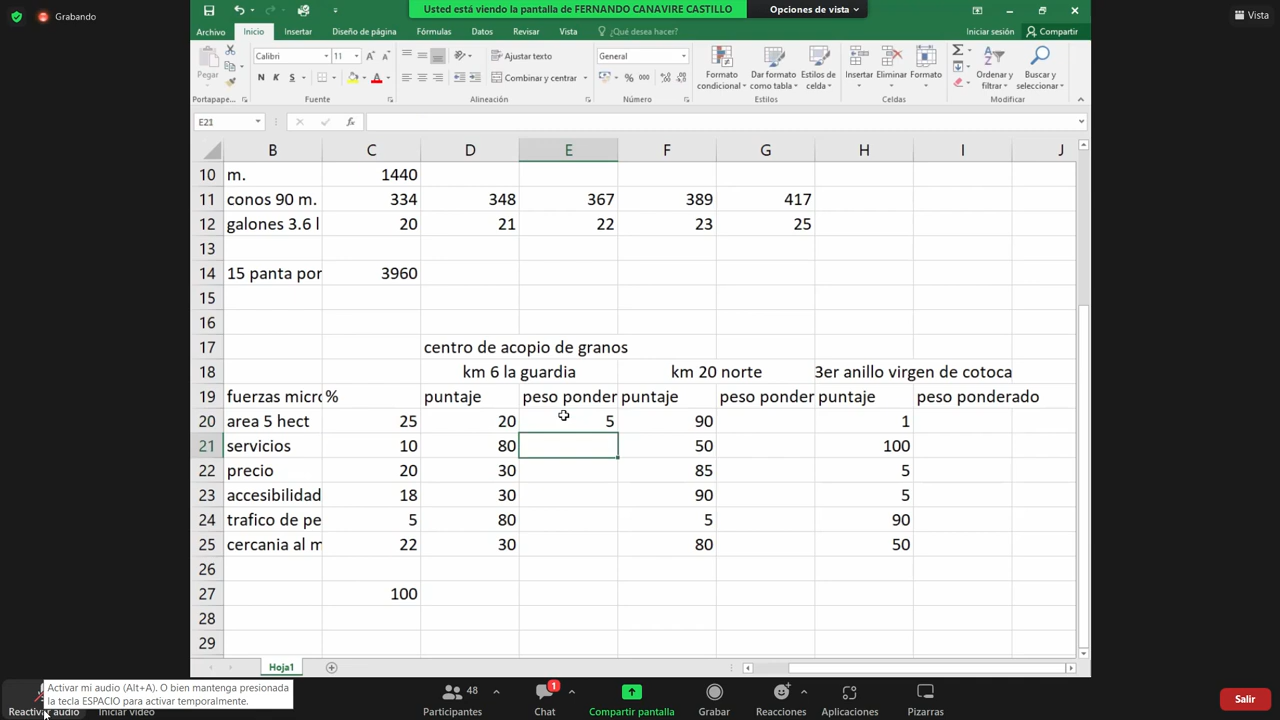 Grabando
Usted está viendo la pantalla de FERNANDO CANAVIRE CASTILLO
Opciones de vista
Vista
Archivo Inicio Insertar Diseño de página Fórmulas Datos Revisar Vista ¿Qué desea hacer? Iniciar sesión Compartir
Pegar
Calibri 11
N K S
Ajustar texto
Combinar y centrar
General
Formato condicional
Dar formato como tabla
Estilos de celda
Insertar Eliminar Formato
Ordenar y filtrar
Buscar y seleccionar
Portapape... Fuente Alineación Número Estilos Celdas Modificar
E21 fx
B C D E F G H I J
10 m. 1440
11 conos 90 m. 334 348 367 389 417
12 galones 3.6 l 20 21 22 23 25
13
14 15 panta por 3960
15
16
17 centro de acopio de granos
18 km 6 la guardia km 20 norte 3er anillo virgen de cotoca
19 fuerzas micro % puntaje peso ponder puntaje peso ponder puntaje peso ponderado
20 area 5 hect 25 20 5 90 1
21 servicios 10 80 50 100
22 precio 20 30 85 5
23 accesibilidad 18 30 90 5
24 trafico de pe 5 80 5 90
25 cercania al m 22 30 80 50
26
27 100
28
29
Hoja1
Activar mi audio (Alt+A). O bien mantenga presionada
la tecla ESPACIO para activar temporalmente.
Reactivar audio Iniciar video 48 Participantes 1 Chat Compartir pantalla Grabar Reacciones Aplicaciones Pizarras Salir